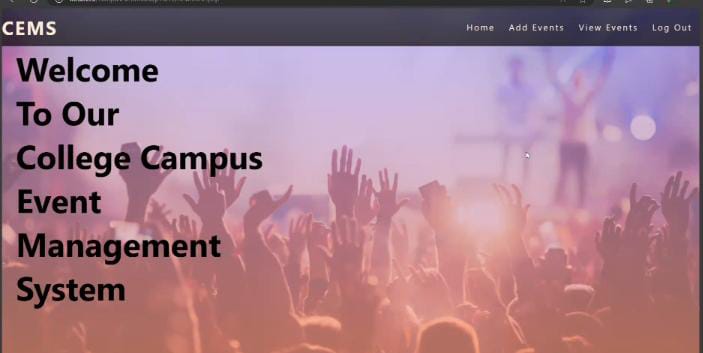 CEMS
Home Add Events View Events Log Out
Welcome
To Our
College Campus
Event
Management
System